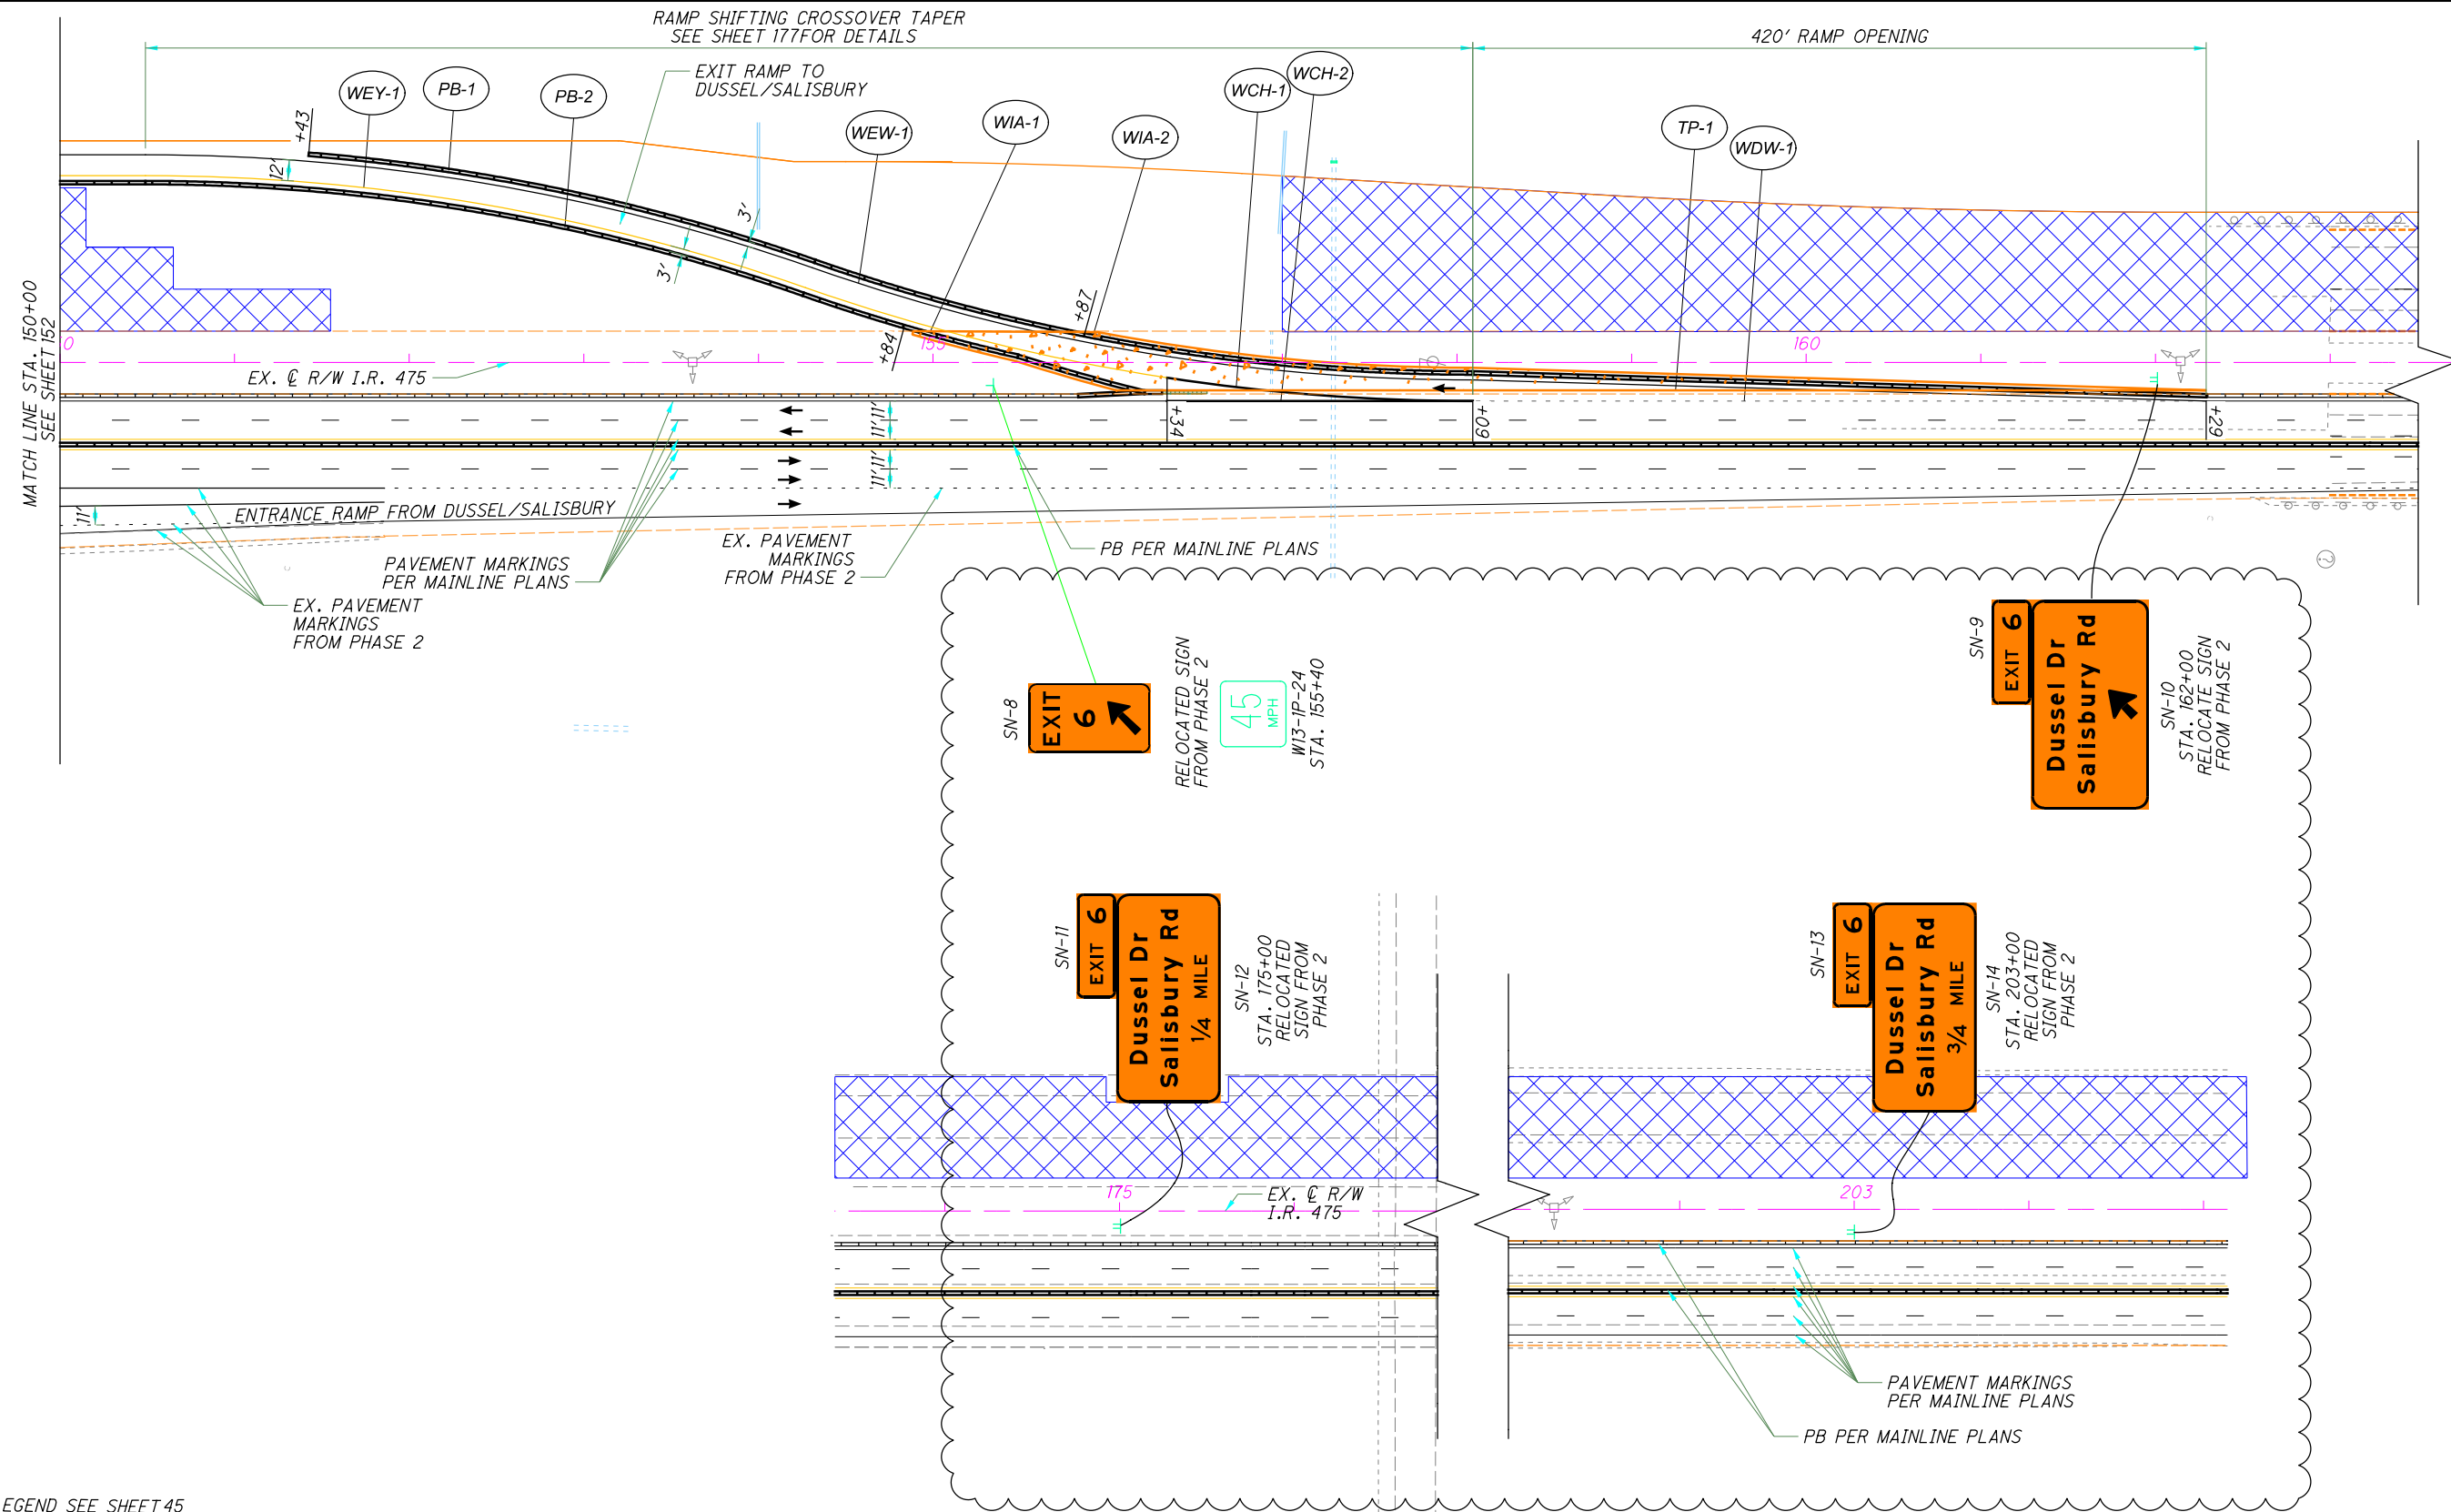 RAMP SHIFTING CROSSOVER TAPER
SEE SHEET 177FOR DETAILS
420' RAMP OPENING
EXIT RAMP TO
DUSSEL/SALISBURY
WEY-1
PB-1
PB-2
WEW-1
WIA-1
WIA-2
WCH-1
WCH-2
TP-1
WDW-1
+43
12'
3'
3'
+87
+84
MATCH LINE STA. 150+00
SEE SHEET 152
0
155
160
EX. ℄ R/W I.R. 475
11'
11'
11'
11'
+34
+09
+29
11'
ENTRANCE RAMP FROM DUSSEL/SALISBURY
PAVEMENT MARKINGS
PER MAINLINE PLANS
EX. PAVEMENT
MARKINGS
FROM PHASE 2
EX. PAVEMENT
MARKINGS
FROM PHASE 2
PB PER MAINLINE PLANS
SN-8
EXIT
6
RELOCATED SIGN
FROM PHASE 2
45
MPH
W13-1P-24
STA. 155+40
SN-9
EXIT 6
Dussel Dr
Salisbury Rd
SN-10
STA. 162+00
RELOCATE SIGN
FROM PHASE 2
SN-11
EXIT 6
Dussel Dr
Salisbury Rd
1/4 MILE
SN-12
STA. 175+00
RELOCATED
SIGN FROM
PHASE 2
SN-13
EXIT 6
Dussel Dr
Salisbury Rd
3/4 MILE
SN-14
STA. 203+00
RELOCATED
SIGN FROM
PHASE 2
175
EX. ℄ R/W
I.R. 475
203
PAVEMENT MARKINGS
PER MAINLINE PLANS
PB PER MAINLINE PLANS
EGEND SEE SHEET 45